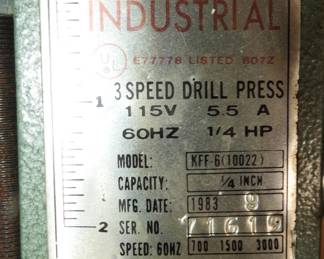 INDUSTRIAL
UL E77778 LISTED 807Z
1 3 SPEED DRILL PRESS
115V 5.5 A
60HZ 1/4 HP
MODEL: KFF-6(10022)
CAPACITY: 1/4 INCH
MFG. DATE: 1983 9
2 SER. NO. 71619
SPEED: 60HZ 700 1500 3000